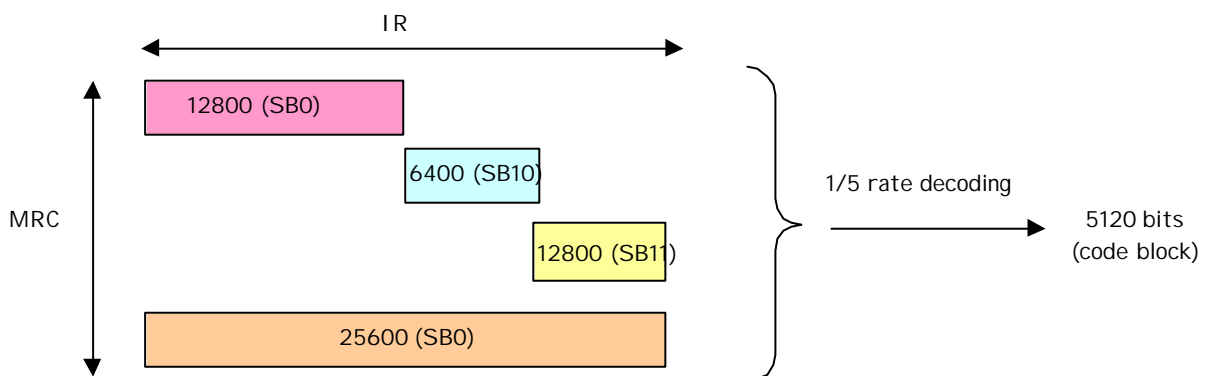 IR
12800 (SB0)
6400 (SB10)
1/5 rate decoding
MRC
5120 bits
(code block)
12800 (SB11)
25600 (SB0)